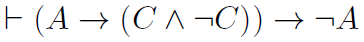 ⊢ (A → (C ∧ ¬C)) → ¬A